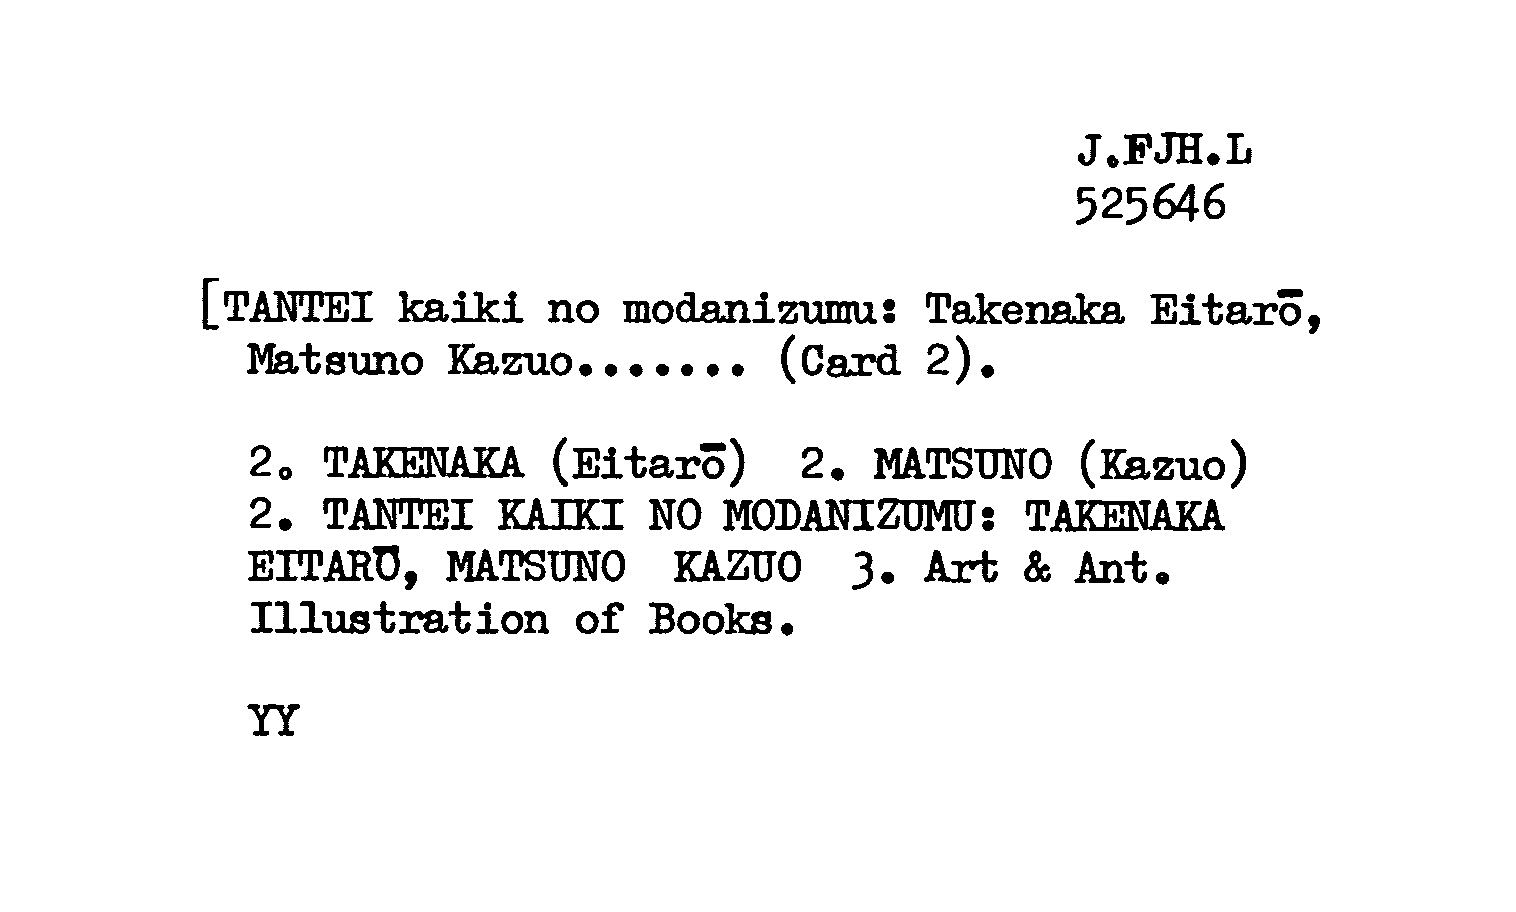 J.FJH.L
525646
[TANTEI kaiki no modanizumu: Takenaka Eitarō,
Matsuno Kazuo....... (Card 2).
2. TAKENAKA (Eitarō) 2. MATSUNO (Kazuo)
2. TANTEI KAIKI NO MODANIZUMU: TAKENAKA
EITARŌ, MATSUNO KAZUO 3. Art & Ant.
Illustration of Books.
YY